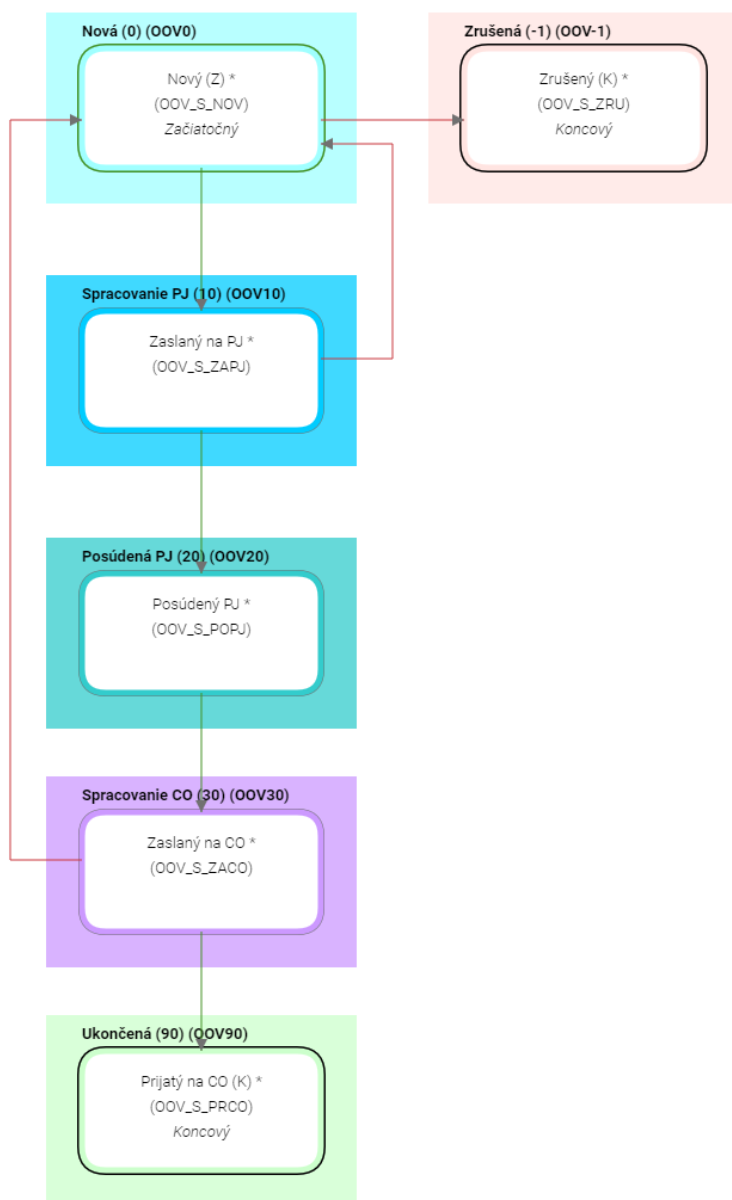 Nová (0) (OOV0)
Nový (Z) *
(OOV_S_NOV)
Začiatočný
Zrušená (-1) (OOV-1)
Zrušený (K) *
(OOV_S_ZRU)
Koncový
Spracovanie PJ (10) (OOV10)
Zaslaný na PJ *
(OOV_S_ZAPJ)
Posúdená PJ (20) (OOV20)
Posúdený PJ *
(OOV_S_POPJ)
Spracovanie CO (30) (OOV30)
Zaslaný na CO *
(OOV_S_ZACO)
Ukončená (90) (OOV90)
Prijatý na CO (K) *
(OOV_S_PRCO)
Koncový